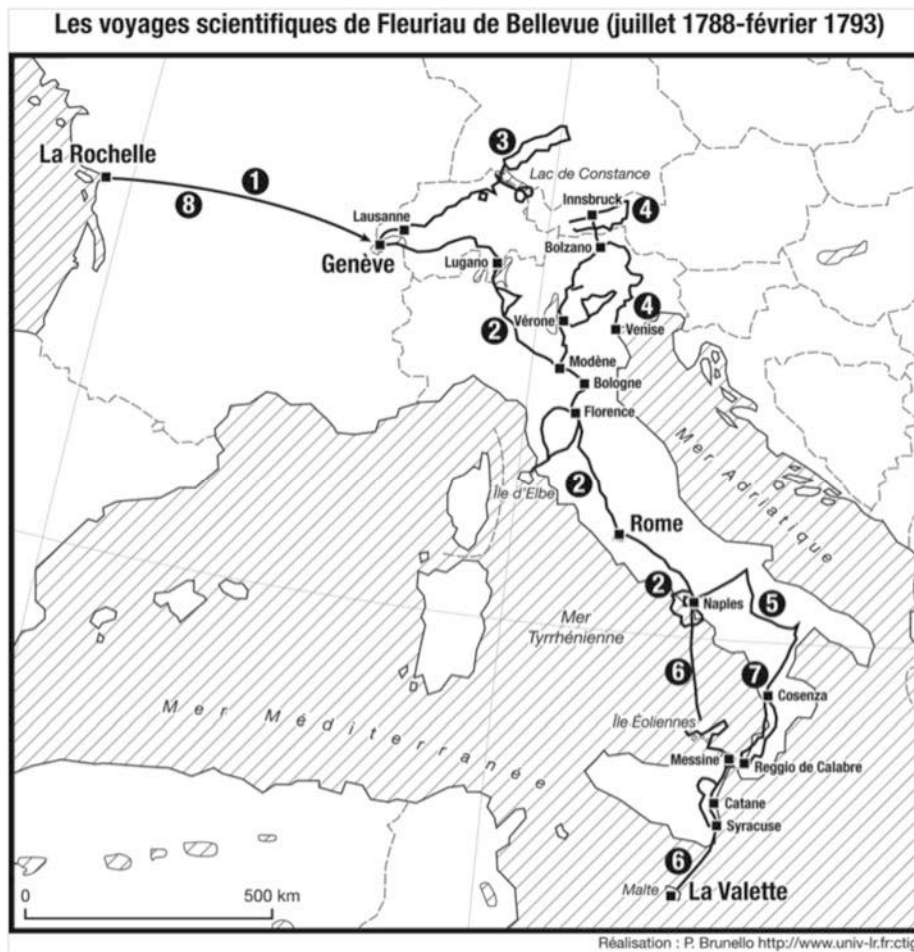 Les voyages scientifiques de Fleuriau de Bellevue (juillet 1788-février 1793)
La Rochelle
1
8
3
Lac de Constance
Innsbruck
4
Lausanne
Genève
Lugano
Bolzano
4
Vérone
Venise
2
Modène
Bologne
Florence
Île d'Elbe
2
Mer Adriatique
Rome
2
Naples
5
Mer
Tyrrhénienne
6
7
Cosenza
Mer Méditerranée
Île Éoliennes
Messine
Reggio de Calabre
Catane
Syracuse
6
Malte
La Valette
0
500 km
Réalisation : P. Brunello http://www.univ-lr.fr:ctig